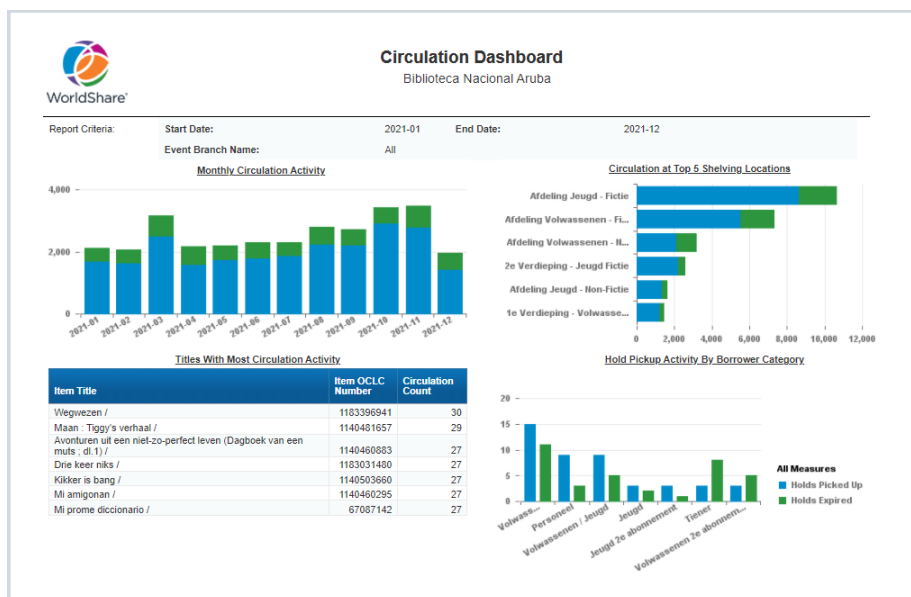 Circulation Dashboard
Biblioteca Nacional Aruba
WorldShare®
Report Criteria: Start Date: 2021-01 End Date: 2021-12
Event Branch Name: All
Monthly Circulation Activity
4,000
2,000
0
2021-01 2021-02 2021-03 2021-04 2021-05 2021-06 2021-07 2021-08 2021-09 2021-10 2021-11 2021-12
Circulation at Top 5 Shelving Locations
Afdeling Jeugd - Fictie
Afdeling Volwassenen - Fi...
Afdeling Volwassenen - N...
2e Verdieping - Jeugd Fictie
Afdeling Jeugd - Non-Fictie
1e Verdieping - Volwasse...
0 2,000 4,000 6,000 8,000 10,000 12,000
Titles With Most Circulation Activity
Item Title Item OCLC Number Circulation Count
Wegwezen / 1183396941 30
Maan : Tiggy's verhaal / 1140481657 29
Avonturen uit een niet-zo-perfect leven (Dagboek van een
muts ; dl.1) / 1140460883 27
Drie keer niks / 1183031480 27
Kikker is bang / 1140503660 27
Mi amigonan / 1140460295 27
Mi prome diccionario / 67087142 27
Hold Pickup Activity By Borrower Category
20
15
10
5
0
Volwass... Personeel Volwassenen / Jeugd Jeugd Jeugd 2e abonnement Tiener Volwassenen 2e abonnem...
All Measures
Holds Picked Up
Holds Expired